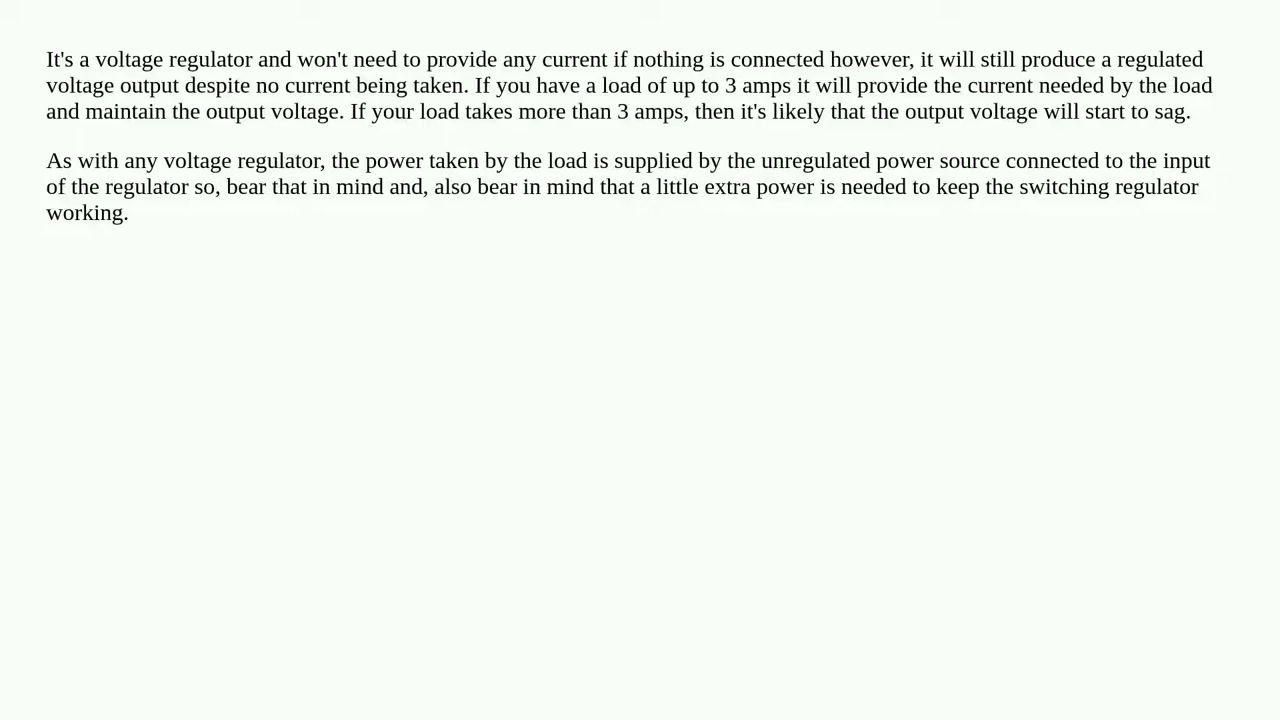 It's a voltage regulator and won't need to provide any current if nothing is connected however, it will still produce a regulated
voltage output despite no current being taken. If you have a load of up to 3 amps it will provide the current needed by the load
and maintain the output voltage. If your load takes more than 3 amps, then it's likely that the output voltage will start to sag.
As with any voltage regulator, the power taken by the load is supplied by the unregulated power source connected to the input
of the regulator so, bear that in mind and, also bear in mind that a little extra power is needed to keep the switching regulator
working.